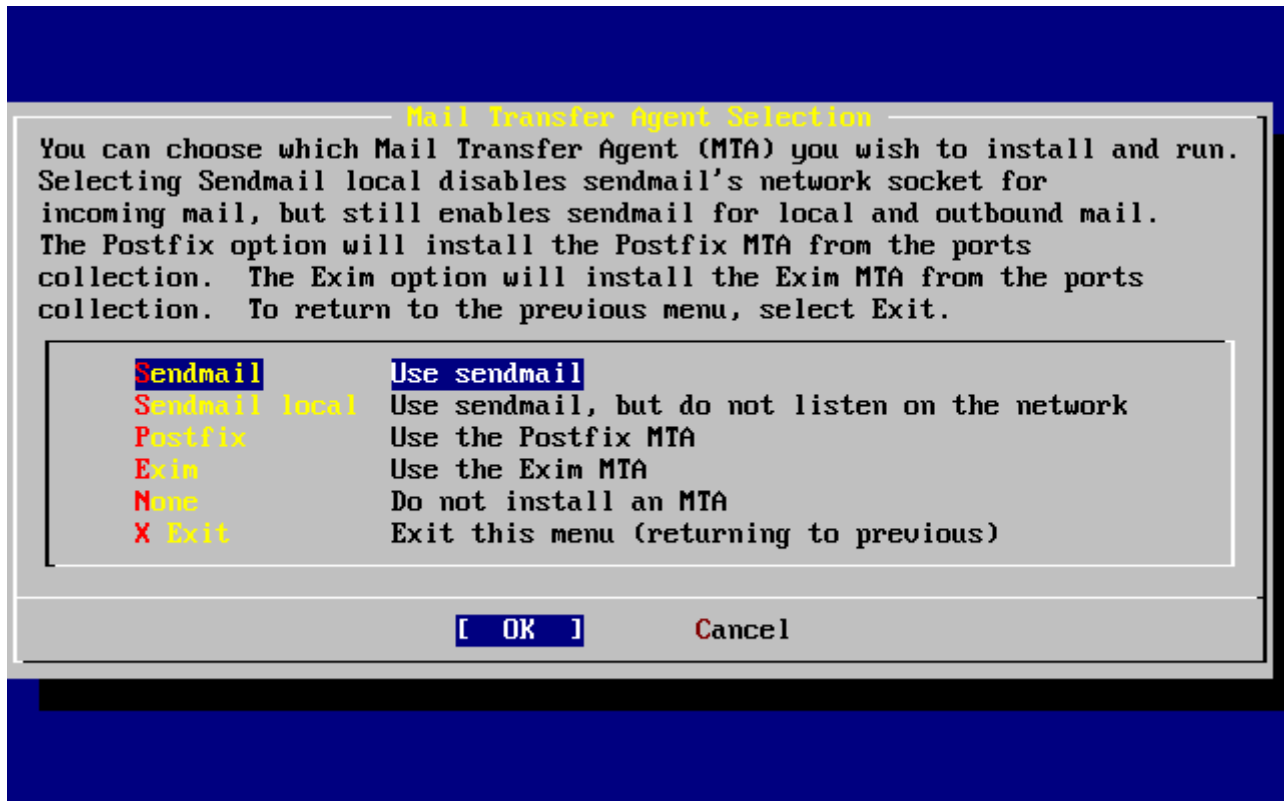 Mail Transfer Agent Selection
You can choose which Mail Transfer Agent (MTA) you wish to install and run.
Selecting Sendmail local disables sendmail's network socket for
incoming mail, but still enables sendmail for local and outbound mail.
The Postfix option will install the Postfix MTA from the ports
collection.  The Exim option will install the Exim MTA from the ports
collection.  To return to the previous menu, select Exit.
Sendmail Use sendmail
Sendmail local Use sendmail, but do not listen on the network
Postfix Use the Postfix MTA
Exim Use the Exim MTA
None Do not install an MTA
X Exit Exit this menu (returning to previous)
[ OK ] Cancel